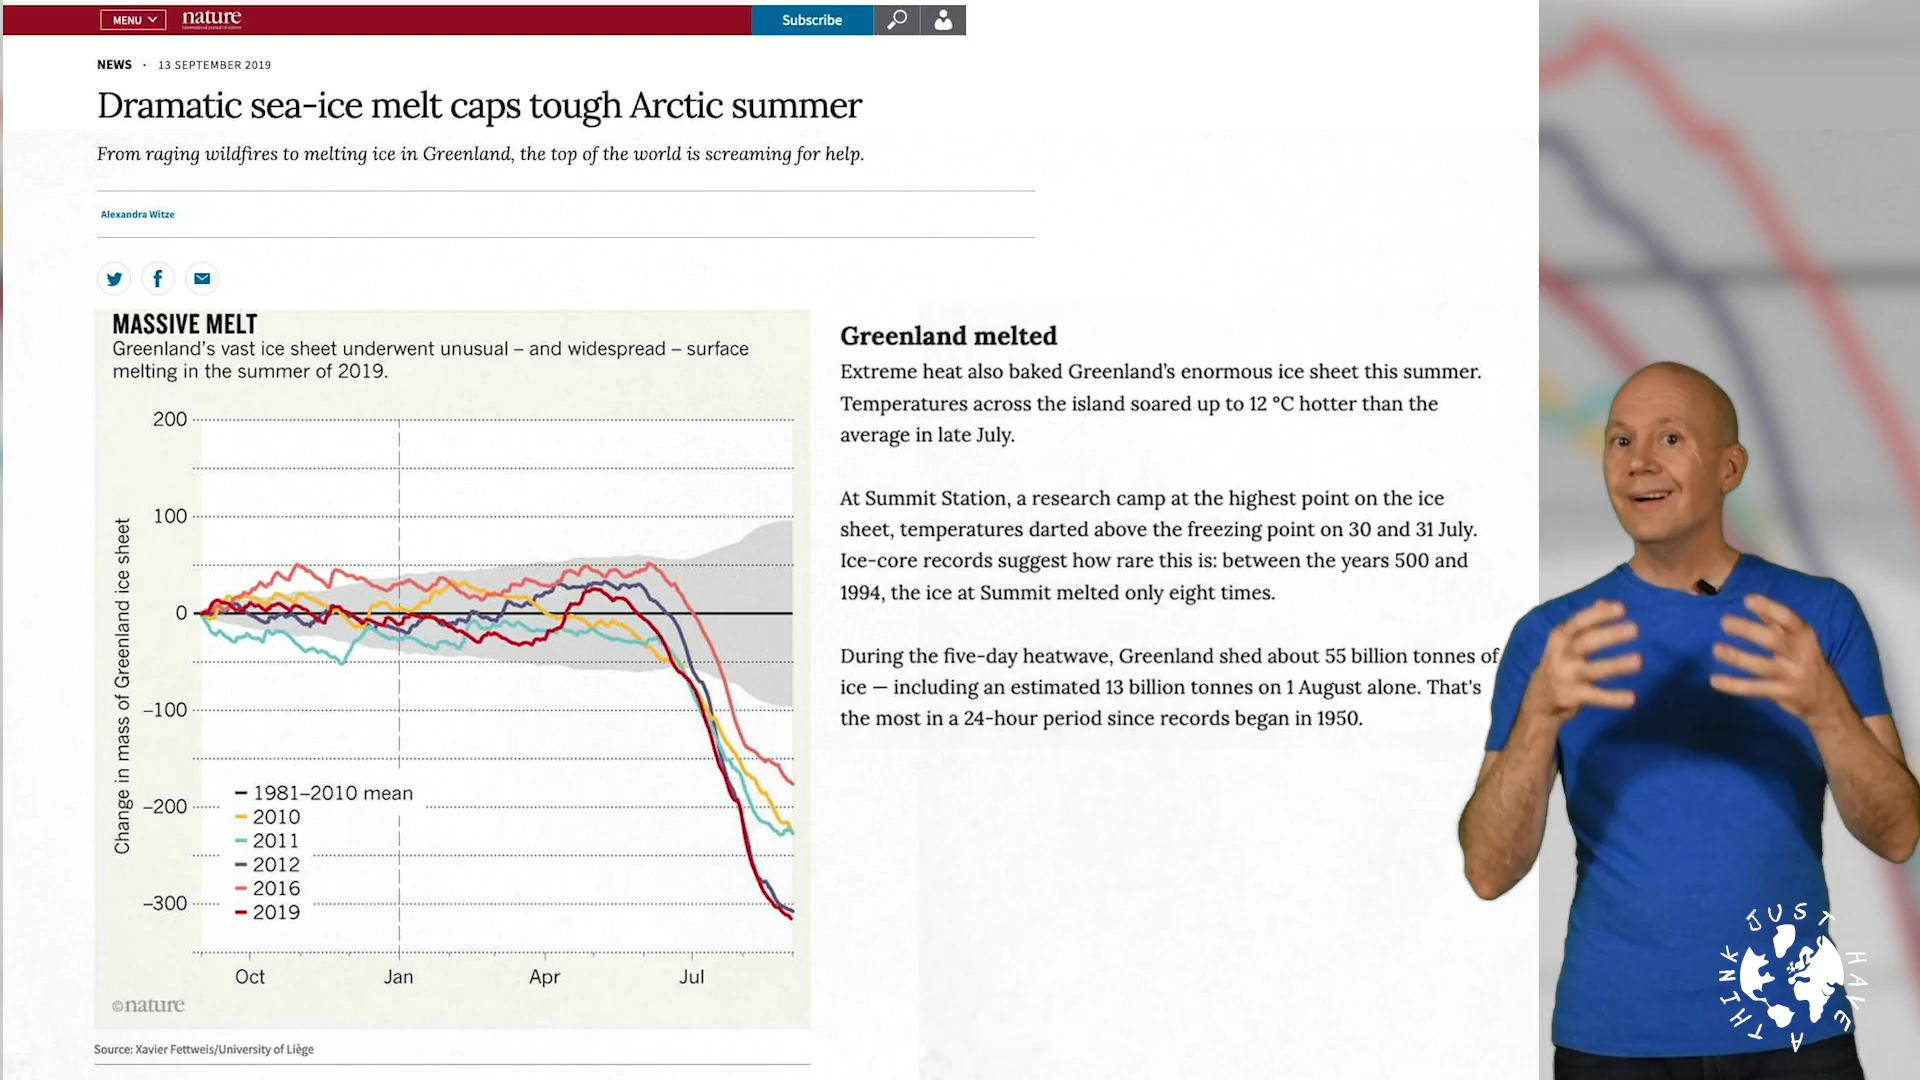 MENU
nature
Subscribe
NEWS · 13 SEPTEMBER 2019
Dramatic sea-ice melt caps tough Arctic summer
From raging wildfires to melting ice in Greenland, the top of the world is screaming for help.
Alexandra Witze
MASSIVE MELT
Greenland's vast ice sheet underwent unusual – and widespread – surface
melting in the summer of 2019.
Change in mass of Greenland ice sheet
200
100
0
–100
–200
–300
1981–2010 mean
2010
2011
2012
2016
2019
Oct Jan Apr Jul
©nature
Source: Xavier Fettweis/University of Liège
Greenland melted
Extreme heat also baked Greenland's enormous ice sheet this summer.
Temperatures across the island soared up to 12 °C hotter than the
average in late July.
At Summit Station, a research camp at the highest point on the ice
sheet, temperatures darted above the freezing point on 30 and 31 July.
Ice-core records suggest how rare this is: between the years 500 and
1994, the ice at Summit melted only eight times.
During the five-day heatwave, Greenland shed about 55 billion tonnes of
ice — including an estimated 13 billion tonnes on 1 August alone. That's
the most in a 24-hour period since records began in 1950.
JUST HAVE A THINK